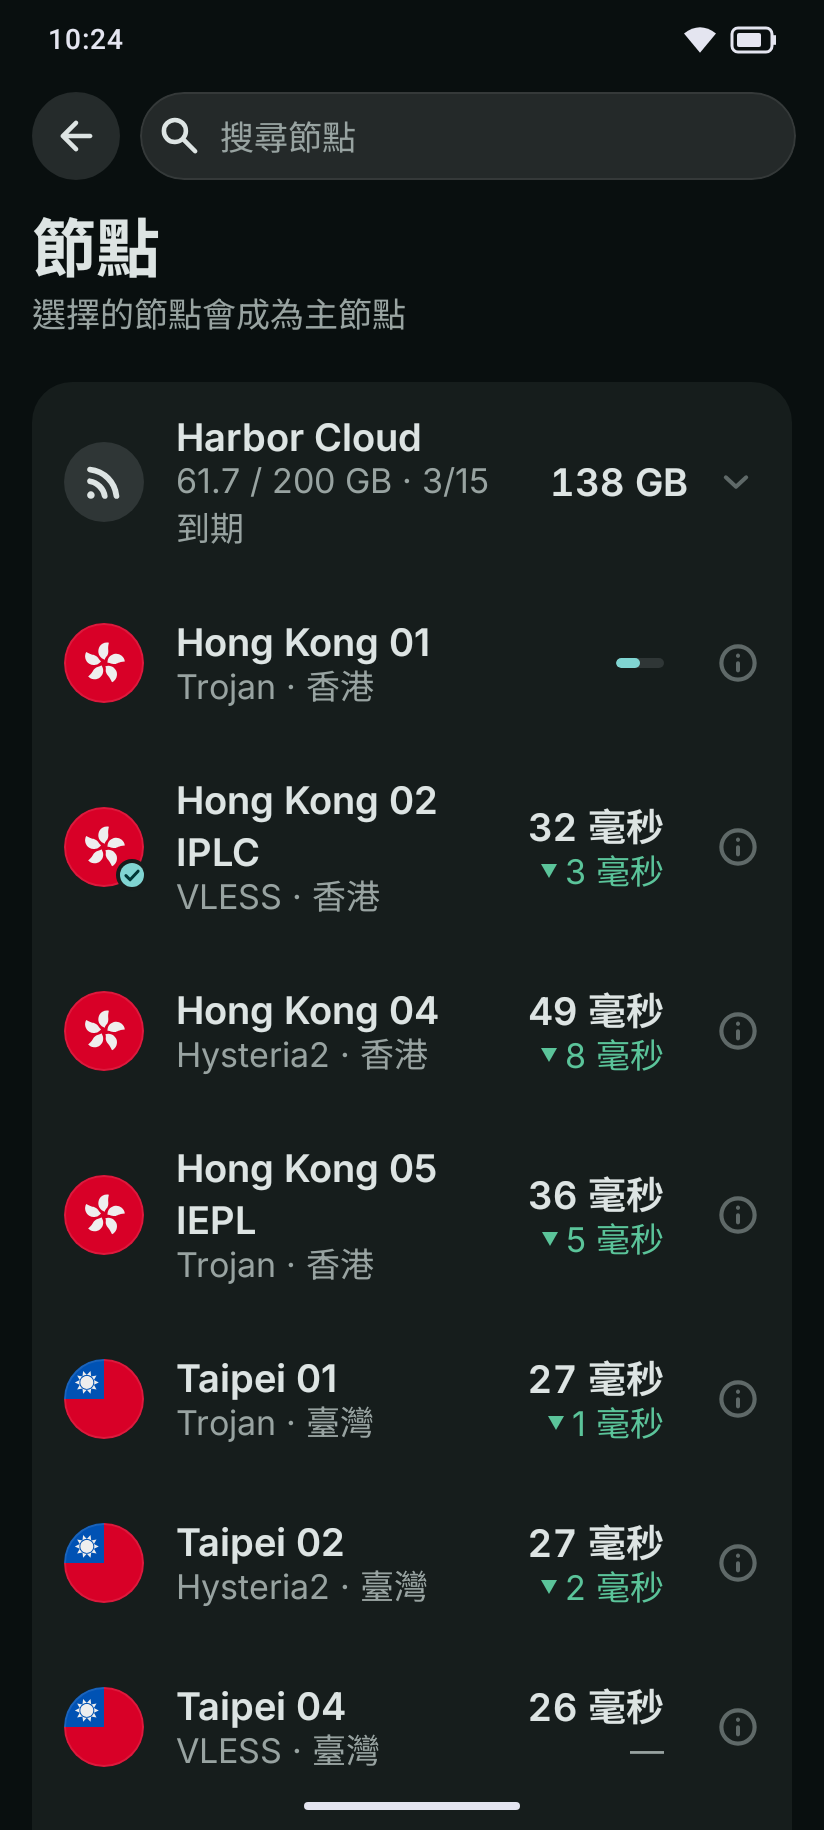 10:24
搜尋節點
節點
選擇的節點會成為主節點
Harbor Cloud
61.7 / 200 GB · 3/15
到期
138 GB
Hong Kong 01
Trojan · 香港
Hong Kong 02
IPLC
VLESS · 香港
32 毫秒
▼3 毫秒
Hong Kong 04
Hysteria2 · 香港
49 毫秒
▼8 毫秒
Hong Kong 05
IEPL
Trojan · 香港
36 毫秒
▼5 毫秒
Taipei 01
Trojan · 臺灣
27 毫秒
▼1 毫秒
Taipei 02
Hysteria2 · 臺灣
27 毫秒
▼2 毫秒
Taipei 04
VLESS · 臺灣
26 毫秒
—